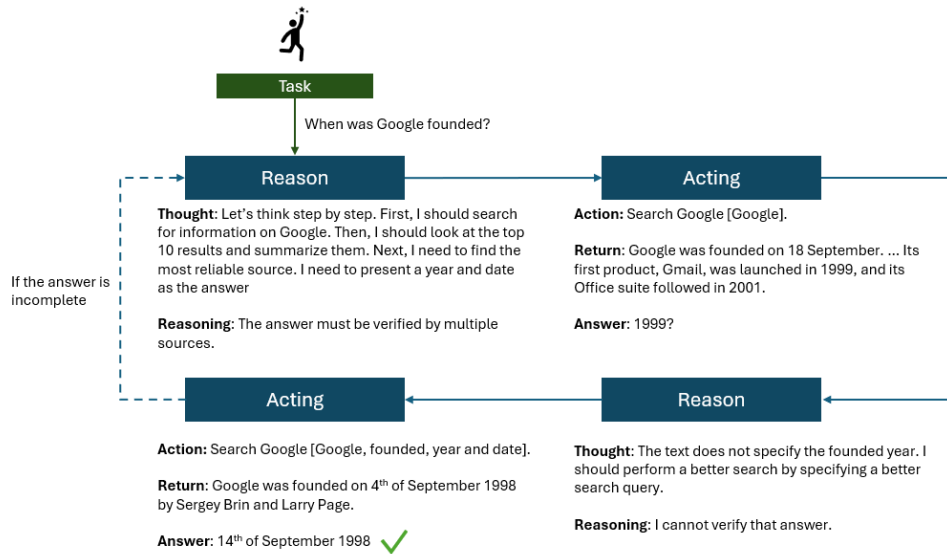 Task
When was Google founded?
Reason
Thought: Let's think step by step. First, I should search
for information on Google. Then, I should look at the top
10 results and summarize them. Next, I need to find the
most reliable source. I need to present a year and date
as the answer
Reasoning: The answer must be verified by multiple
sources.
Acting
Action: Search Google [Google].
Return: Google was founded on 18 September. ... Its
first product, Gmail, was launched in 1999, and its
Office suite followed in 2001.
Answer: 1999?
If the answer is
incomplete
Reason
Thought: The text does not specify the founded year. I
should perform a better search by specifying a better
search query.
Reasoning: I cannot verify that answer.
Acting
Action: Search Google [Google, founded, year and date].
Return: Google was founded on 4th of September 1998
by Sergey Brin and Larry Page.
Answer: 14th of September 1998